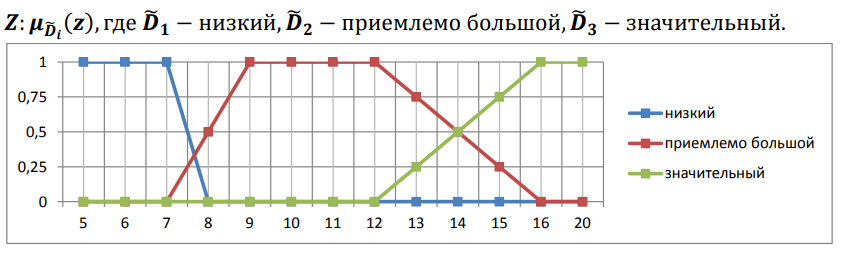 Z: μ_D̃ᵢ(z), где D̃₁ − низкий, D̃₂ − приемлемо большой, D̃₃ − значительный.
1
0,75
0,5
0,25
0
5 6 7 8 9 10 11 12 13 14 15 16 20
низкий
приемлемо большой
значительный